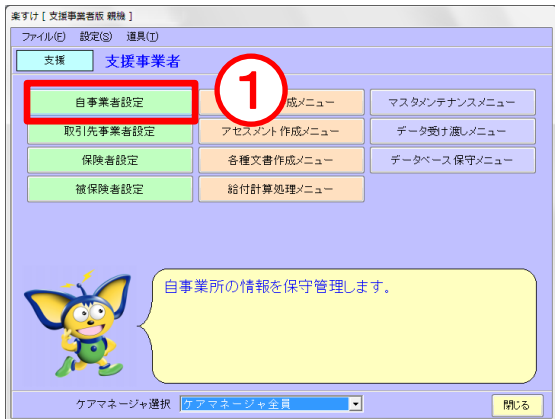 楽すけ [ 支援事業者版 親機 ]
ファイル(F) 設定(S) 道具(T)
支援 支援事業者
①
自事業者設定 成メニュー マスタメンテナンスメニュー
取引先事業者設定 アセスメント作成メニュー データ受け渡しメニュー
保険者設定 各種文書作成メニュー データベース保守メニュー
被保険者設定 給付計算処理メニュー
自事業所の情報を保守管理します。
ケアマネージャ選択 ケアマネージャ全員 閉じる